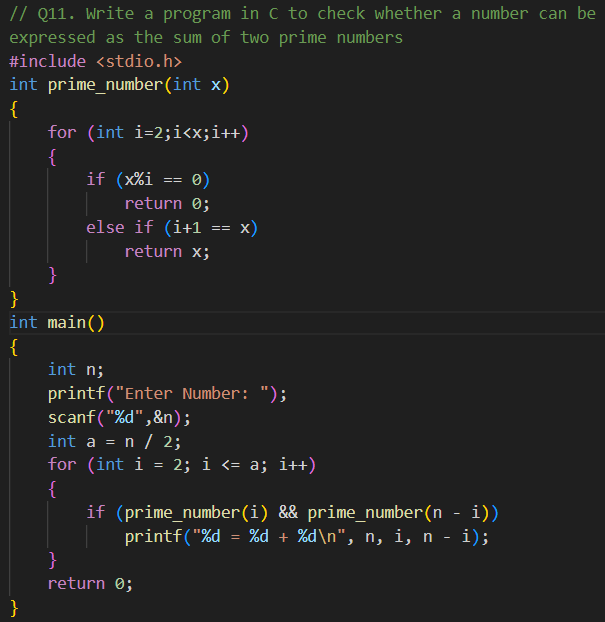 // Q11. Write a program in C to check whether a number can be
expressed as the sum of two prime numbers
#include <stdio.h>
int prime_number(int x)
{
    for (int i=2;i<x;i++)
    {
        if (x%i == 0)
            return 0;
        else if (i+1 == x)
            return x;
    }
}
int main()
{
    int n;
    printf("Enter Number: ");
    scanf("%d",&n);
    int a = n / 2;
    for (int i = 2; i <= a; i++)
    {
        if (prime_number(i) && prime_number(n - i))
            printf("%d = %d + %d\n", n, i, n - i);
    }
    return 0;
}